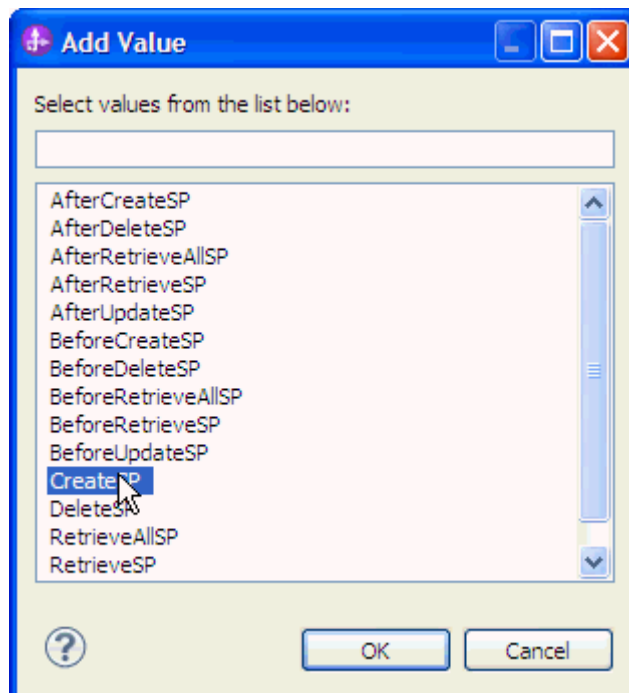 Add Value
Select values from the list below:
AfterCreateSP
AfterDeleteSP
AfterRetrieveAllSP
AfterRetrieveSP
AfterUpdateSP
BeforeCreateSP
BeforeDeleteSP
BeforeRetrieveAllSP
BeforeRetrieveSP
BeforeUpdateSP
CreateSP
DeleteSP
RetrieveAllSP
RetrieveSP
?
OK Cancel